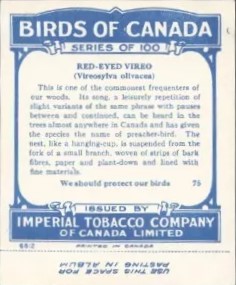 BIRDS OF CANADA
SERIES OF 100
RED-EYED VIREO
(Vireosylva olivacea)
This is one of the commonest frequenters of
our woods. Its song, a leisurely repetition of
slight variants of the same phrase with pauses
between and continued, can be heard in the
trees almost anywhere in Canada and has given
the species the name of preacher-bird. The
nest, like a hanging-cup, is suspended from the
fork of a small branch, woven of strips of bark
fibres, paper and plant-down and lined with
fine materials.
We should protect our birds 76
ISSUED BY
IMPERIAL TOBACCO COMPANY
OF CANADA LIMITED
PRINTED IN CANADA
USE THIS SPACE FOR
PASTING IN ALBUM